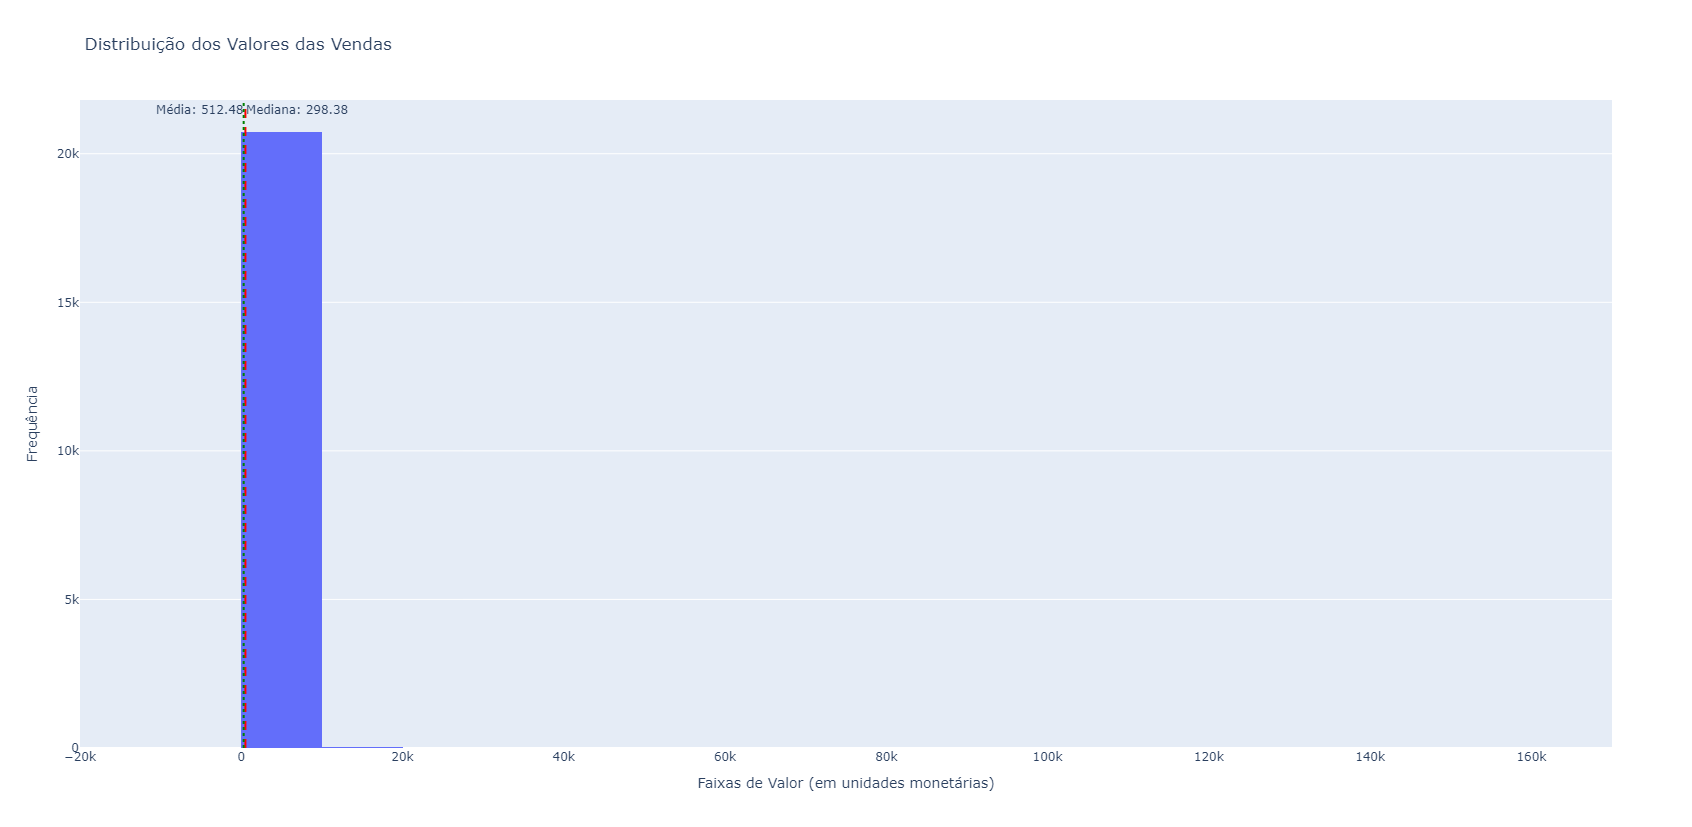 Distribuição dos Valores das Vendas
Média: 512.48 Mediana: 298.38
20k
15k
10k
5k
0
Frequência
−20k 0 20k 40k 60k 80k 100k 120k 140k 160k
Faixas de Valor (em unidades monetárias)